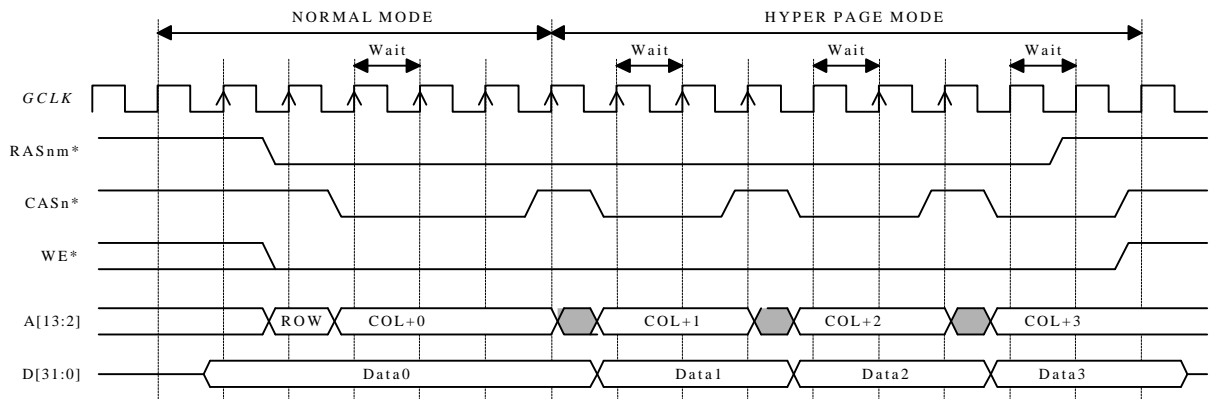 NORMAL MODE HYPER PAGE MODE
Wait Wait Wait Wait
GCLK
RASnm*
CASn*
WE*
A[13:2] ROW COL+0 COL+1 COL+2 COL+3
D[31:0] Data0 Data1 Data2 Data3